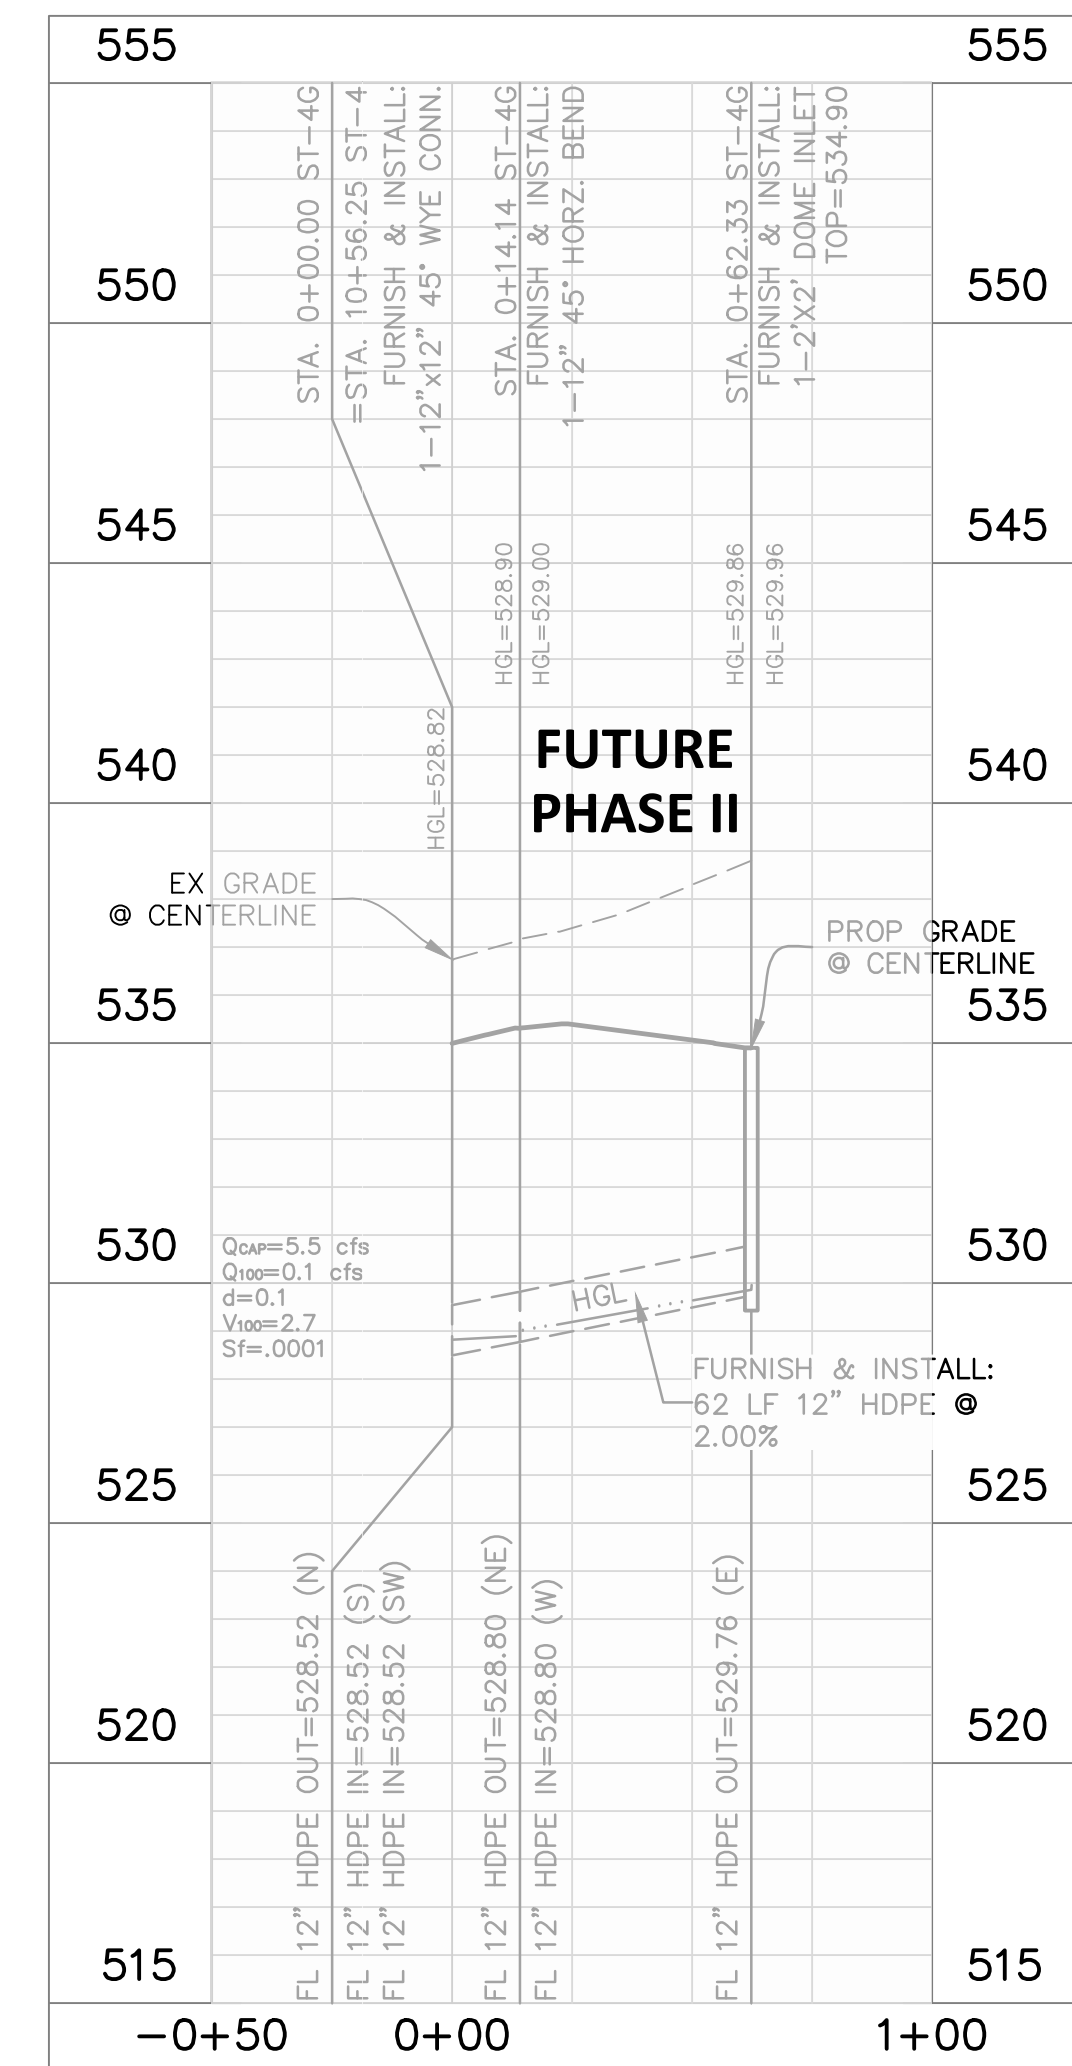 555
555
STA. 0+00.00 ST-4G
=STA. 10+56.25 ST-4
FURNISH & INSTALL:
1-12"x12" 45° WYE CONN.
STA. 0+14.14 ST-4G
FURNISH & INSTALL:
1-12" 45° HORZ. BEND
STA. 0+62.33 ST-4G
FURNISH & INSTALL:
1-2'X2' DOME INLET
TOP=534.90
550
550
545
545
HGL=528.82
HGL=528.90
HGL=529.00
HGL=529.86
HGL=529.96
FUTURE
PHASE II
540
540
EX GRADE
@ CENTERLINE
PROP GRADE
@ CENTERLINE
535
535
530
530
QCAP=5.5 cfs
Q100=0.1 cfs
d=0.1
V100=2.7
Sf=.0001
HGL
FURNISH & INSTALL:
62 LF 12" HDPE @
2.00%
525
525
FL 12" HDPE OUT=528.52 (N)
FL 12" HDPE IN=528.52 (S)
FL 12" HDPE IN=528.52 (SW)
FL 12" HDPE OUT=528.80 (NE)
FL 12" HDPE IN=528.80 (W)
FL 12" HDPE OUT=529.76 (E)
520
520
515
515
-0+50
0+00
1+00